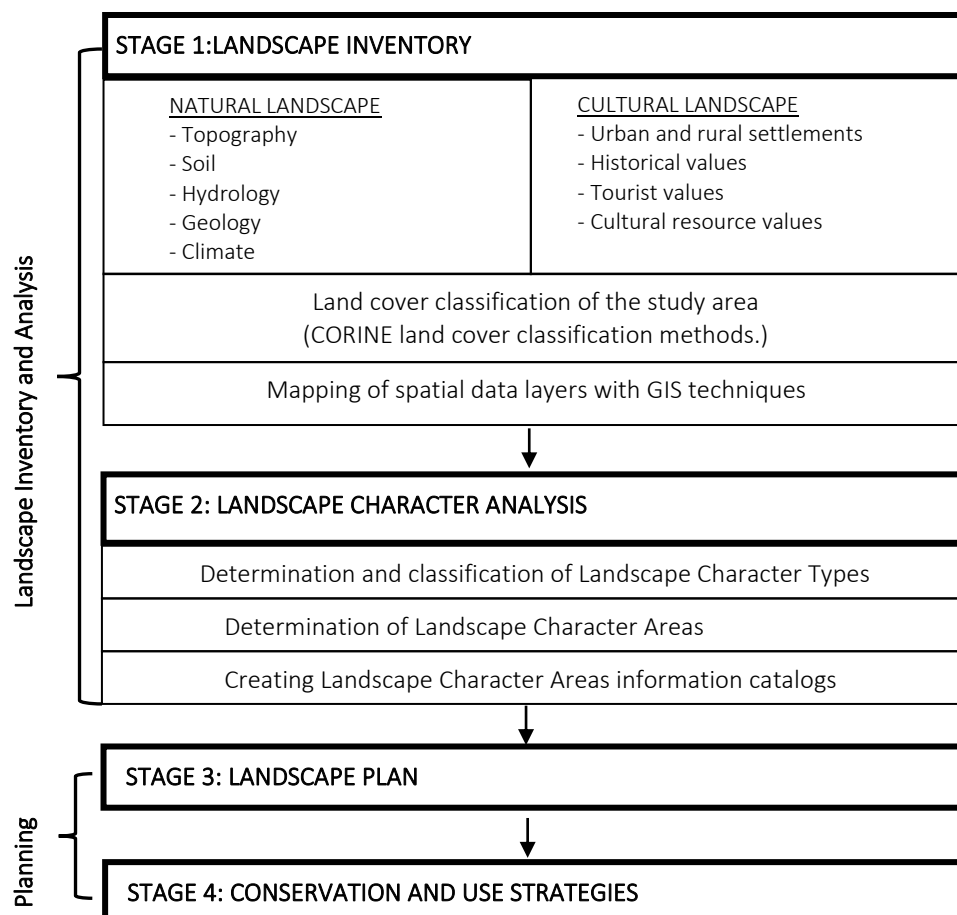 STAGE 1:LANDSCAPE INVENTORY
NATURAL LANDSCAPE
- Topography
- Soil
- Hydrology
- Geology
- Climate
CULTURAL LANDSCAPE
- Urban and rural settlements
- Historical values
- Tourist values
- Cultural resource values
Land cover classification of the study area
(CORINE land cover classification methods.)
Mapping of spatial data layers with GIS techniques
STAGE 2: LANDSCAPE CHARACTER ANALYSIS
Determination and classification of Landscape Character Types
Determination of Landscape Character Areas
Creating Landscape Character Areas information catalogs
Landscape Inventory and Analysis
STAGE 3: LANDSCAPE PLAN
STAGE 4: CONSERVATION AND USE STRATEGIES
Planning